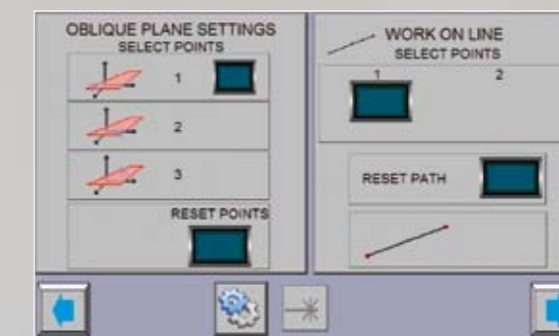 OBLIQUE PLANE SETTINGS
SELECT POINTS
1
2
3
RESET POINTS
WORK ON LINE
SELECT POINTS
1 2
RESET PATH